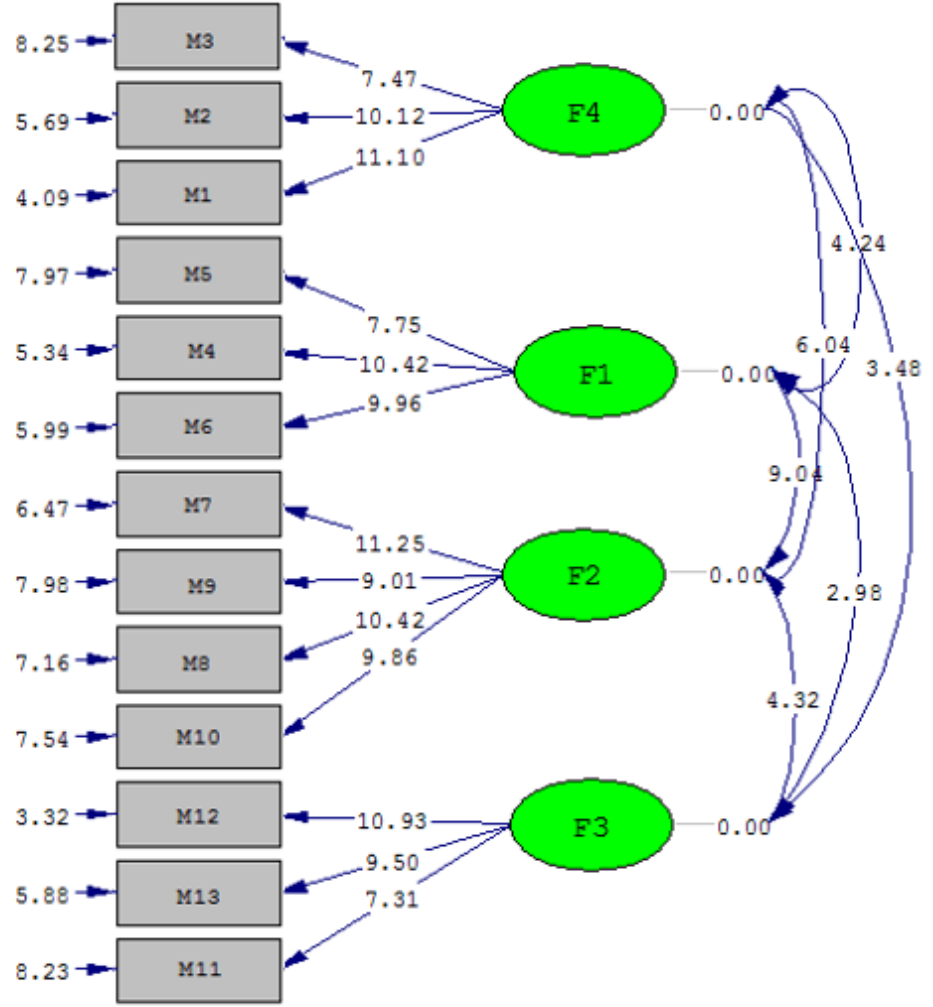 8.25 M3
7.47
5.69 M2 10.12 F4 0.00
11.10
4.09 M1
4.24
7.97 M5
7.75
6.04
5.34 M4 10.42 F1 0.00 3.48
9.96
5.99 M6
9.04
6.47 M7
11.25
7.98 M9 9.01 F2 0.00
2.98
10.42
7.16 M8 9.86
4.32
7.54 M10
3.32 M12 10.93 F3 0.00
9.50
5.88 M13 7.31
8.23 M11